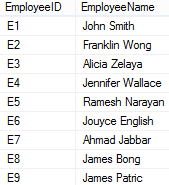 EmployeeID EmployeeName
E1 John Smith
E2 Franklin Wong
E3 Alicia Zelaya
E4 Jennifer Wallace
E5 Ramesh Narayan
E6 Jouyce English
E7 Ahmad Jabbar
E8 James Bong
E9 James Patric